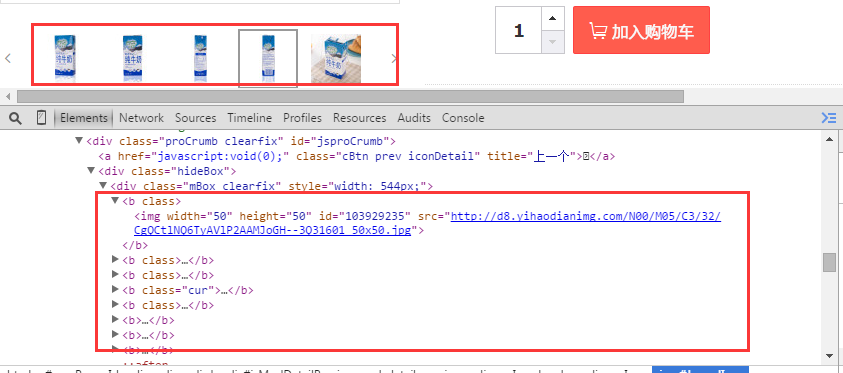 1
加入购物车
Elements Network Sources Timeline Profiles Resources Audits Console
<div class="proCrumb clearfix" id="jsproCrumb">
<a href="javascript:void(0);" class="cBtn prev iconDetail" title="上一个"></a>
<div class="hideBox">
<div class="mBox clearfix" style="width: 544px;">
<b class>
<img width="50" height="50" id="103929235" src="http://d8.yihaodianimg.com/N00/M05/C3/32/
CgQCtlNQ6TyAVlP2AAMJoGH--3Q31601_50x50.jpg">
</b>
<b class>…</b>
<b class>…</b>
<b class="cur">…</b>
<b class>…</b>
<b>…</b>
<b>…</b>
<b>…</b>